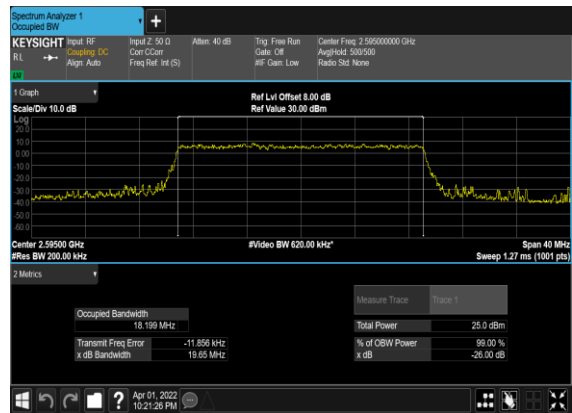 Spectrum Analyzer 1
Occupied BW
+
KEYSIGHT Input: RF Input Z: 50 Ω Atten: 40 dB Trig: Free Run Center Freq: 2.595000000 GHz
R L Coupling: DC Corr CCorr Gate: Off Avg|Hold: 500/500
Align: Auto Freq Ref: Int (S) #IF Gain: Low Radio Std: None
LW
1 Graph
Ref Lvl Offset 8.00 dB
Scale/Div 10.0 dB Ref Value 30.00 dBm
Log
20.0
10.0
0.00
-10.0
-20.0
-30.0
-40.0
-50.0
-60.0
Center 2.59500 GHz #Video BW 620.00 kHz* Span 40 MHz
#Res BW 200.00 kHz Sweep 1.27 ms (1001 pts)
2 Metrics
Measure Trace Trace 1
Occupied Bandwidth
18.199 MHz Total Power 25.0 dBm
Transmit Freq Error -11.856 kHz % of OBW Power 99.00 %
x dB Bandwidth 19.65 MHz x dB -26.00 dB
? Apr 01, 2022
10:21:26 PM